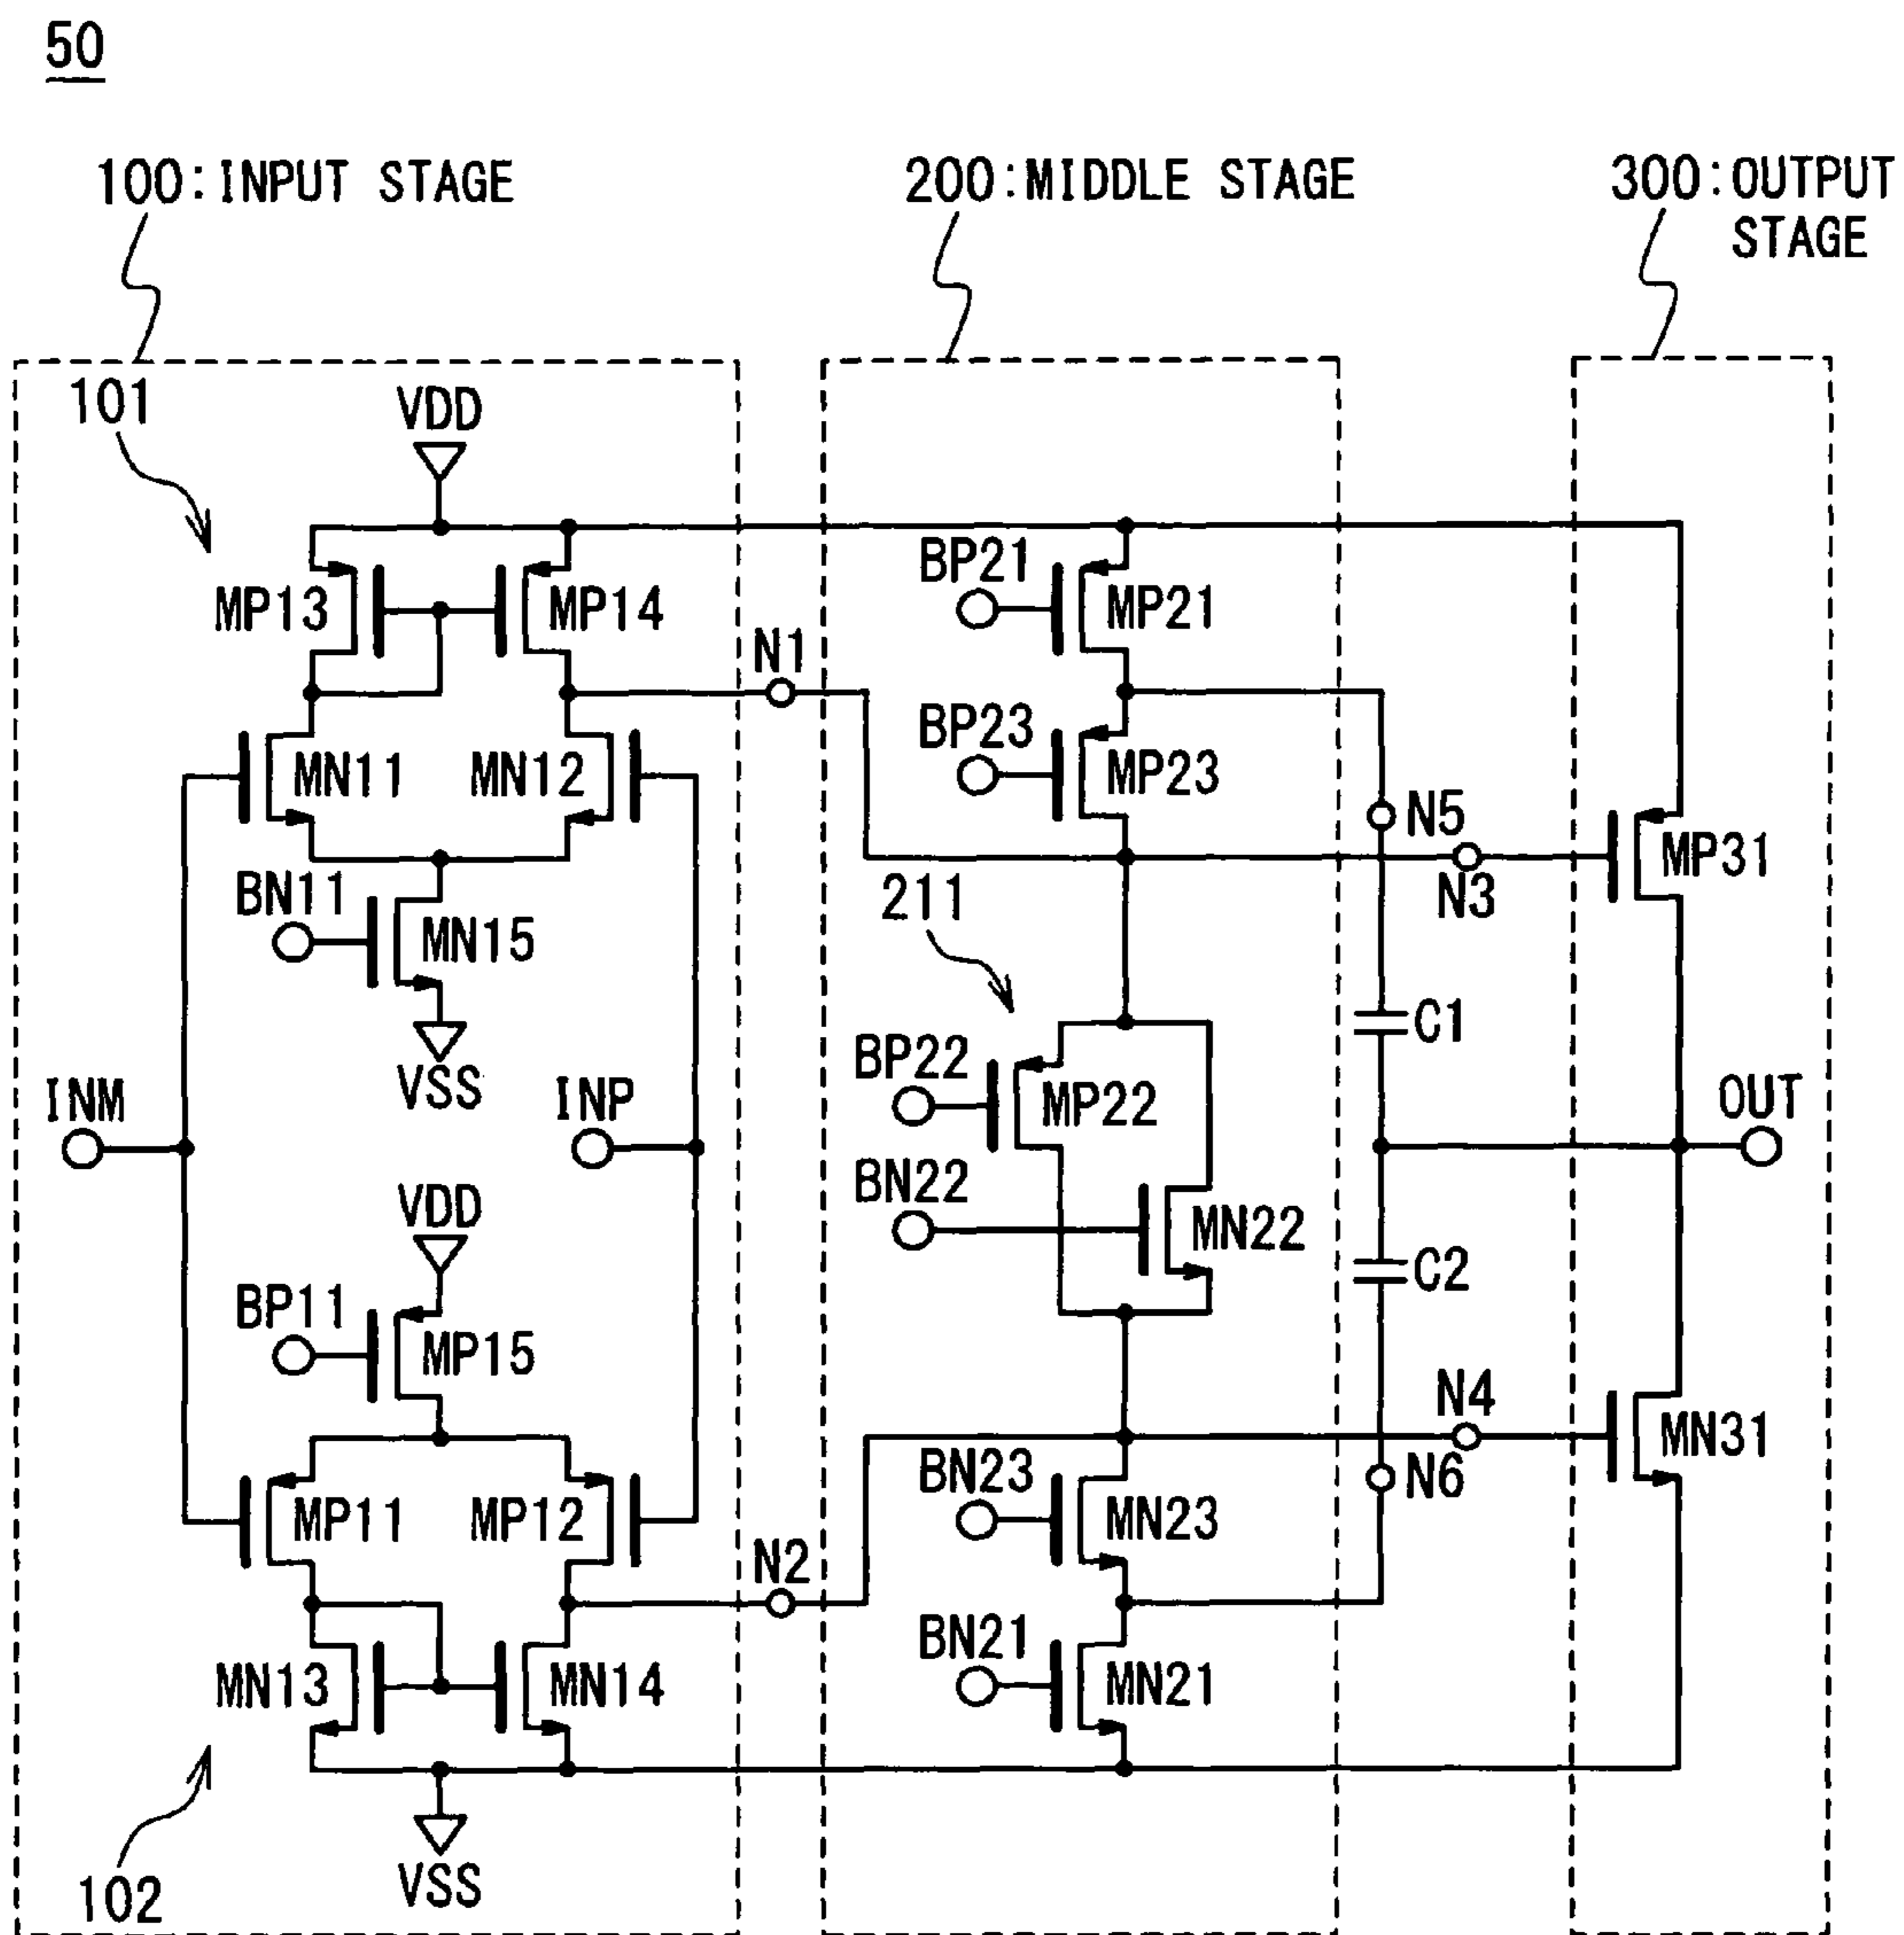 50
100:INPUT STAGE
200:MIDDLE STAGE
300:OUTPUT
STAGE
101
VDD
MP13
MP14
N1
BP21
MP21
BP23
MP23
MN11
MN12
N5
N3
MP31
BN11
MN15
VSS
211
C1
INM
INP
BP22
MP22
OUT
BN22
MN22
VDD
C2
BP11
MP15
N4
N6
MN31
MP11
MP12
BN23
MN23
N2
BN21
MN21
MN13
MN14
102
VSS